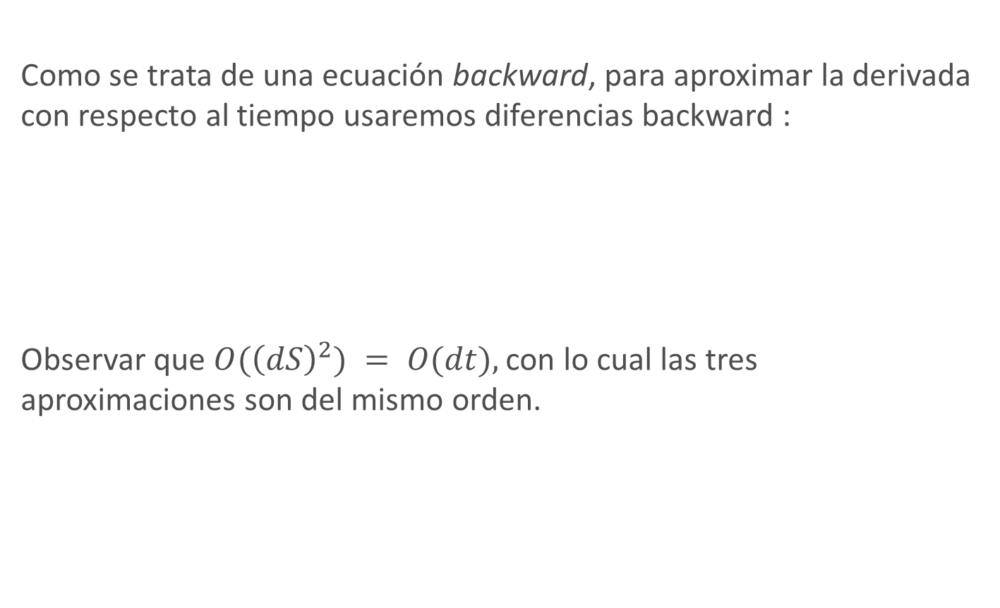 Como se trata de una ecuación backward, para aproximar la derivada
con respecto al tiempo usaremos diferencias backward :
Observar que O((dS)²) = O(dt), con lo cual las tres
aproximaciones son del mismo orden.